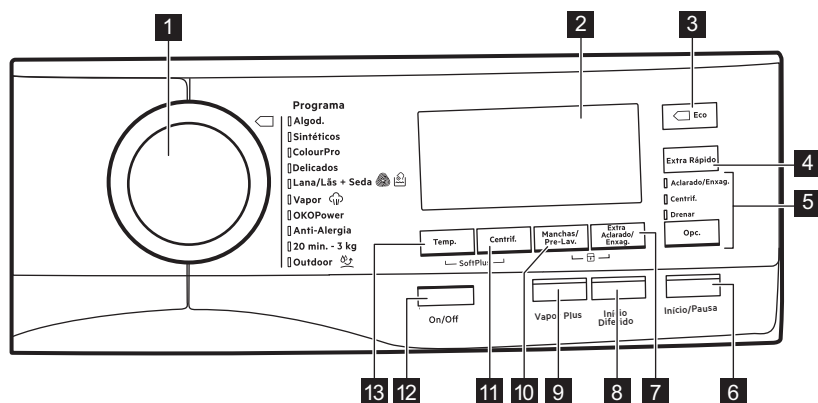 1
2
3
Programa
Algod.
Sintéticos
ColourPro
Delicados
Lana/Lãs + Seda
Vapor
OKOPower
Anti-Alergia
20 min. - 3 kg
Outdoor
Eco
Extra Rápido
4
Aclarado/Enxag.
Centrif.
Drenar
Opc.
5
Temp.
Centrif.
Manchas/
Pre-Lav.
Extra
Aclarado/
Enxag.
SoftPlus
On/Off
Vapor Plus
Início
Diferido
Início/Pausa
13
12
11
10
9
8
7
6